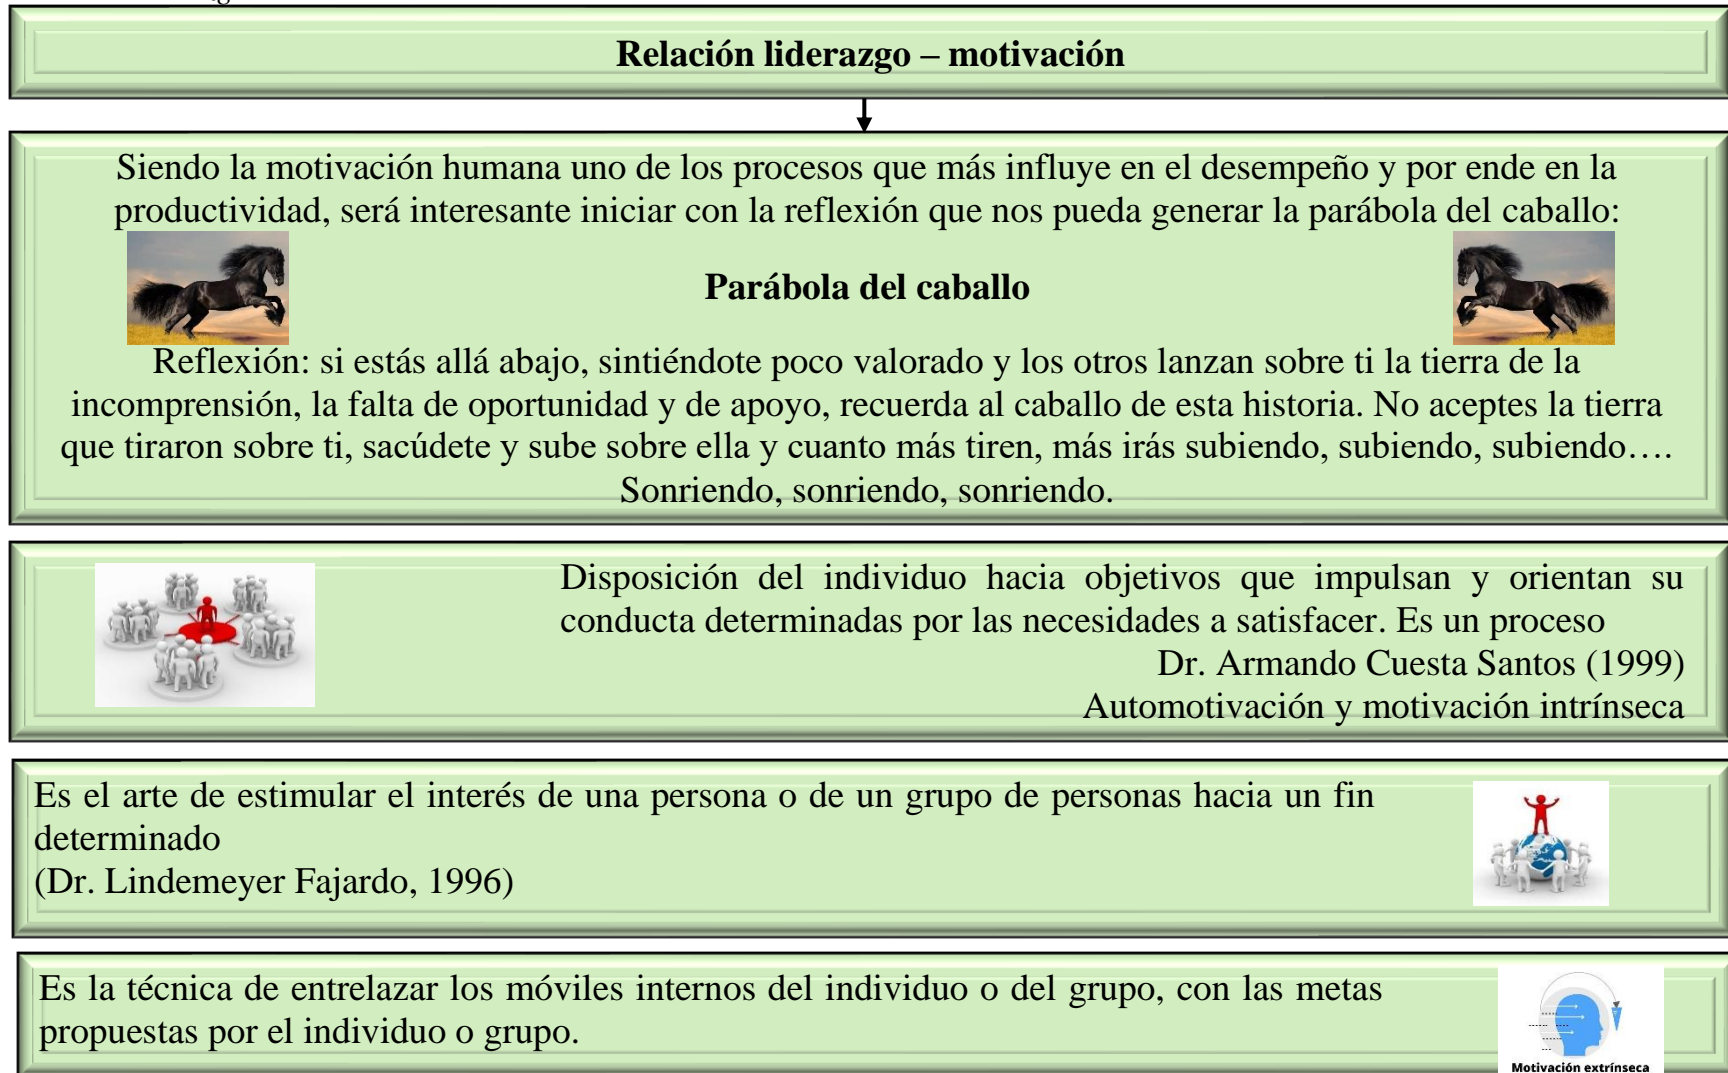 Relación liderazgo – motivación
Siendo la motivación humana uno de los procesos que más influye en el desempeño y por ende en la
productividad, será interesante iniciar con la reflexión que nos pueda generar la parábola del caballo:
Parábola del caballo
Reflexión: si estás allá abajo, sintiéndote poco valorado y los otros lanzan sobre ti la tierra de la
incomprensión, la falta de oportunidad y de apoyo, recuerda al caballo de esta historia. No aceptes la tierra
que tiraron sobre ti, sacúdete y sube sobre ella y cuanto más tiren, más irás subiendo, subiendo, subiendo….
Sonriendo, sonriendo, sonriendo.
Disposición del individuo hacia objetivos que impulsan y orientan su
conducta determinadas por las necesidades a satisfacer. Es un proceso
Dr. Armando Cuesta Santos (1999)
Automotivación y motivación intrínseca
Es el arte de estimular el interés de una persona o de un grupo de personas hacia un fin
determinado
(Dr. Lindemeyer Fajardo, 1996)
Es la técnica de entrelazar los móviles internos del individuo o del grupo, con las metas
propuestas por el individuo o grupo.
Motivación extrínseca